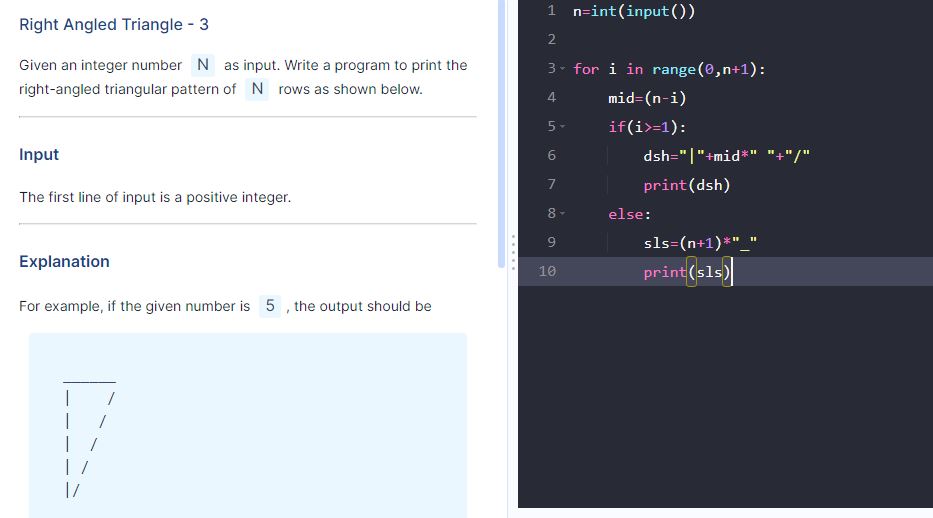 Right Angled Triangle - 3
Given an integer number N as input. Write a program to print the
right-angled triangular pattern of N rows as shown below.
Input
The first line of input is a positive integer.
Explanation
For example, if the given number is 5 , the output should be
______
|    /
|   /
|  /
| /
|/
1 n=int(input())
2
3 for i in range(0,n+1):
4     mid=(n-i)
5     if(i>=1):
6         dsh="|"+mid*" "+"/"
7         print(dsh)
8     else:
9         sls=(n+1)*"_"
10         print(sls)